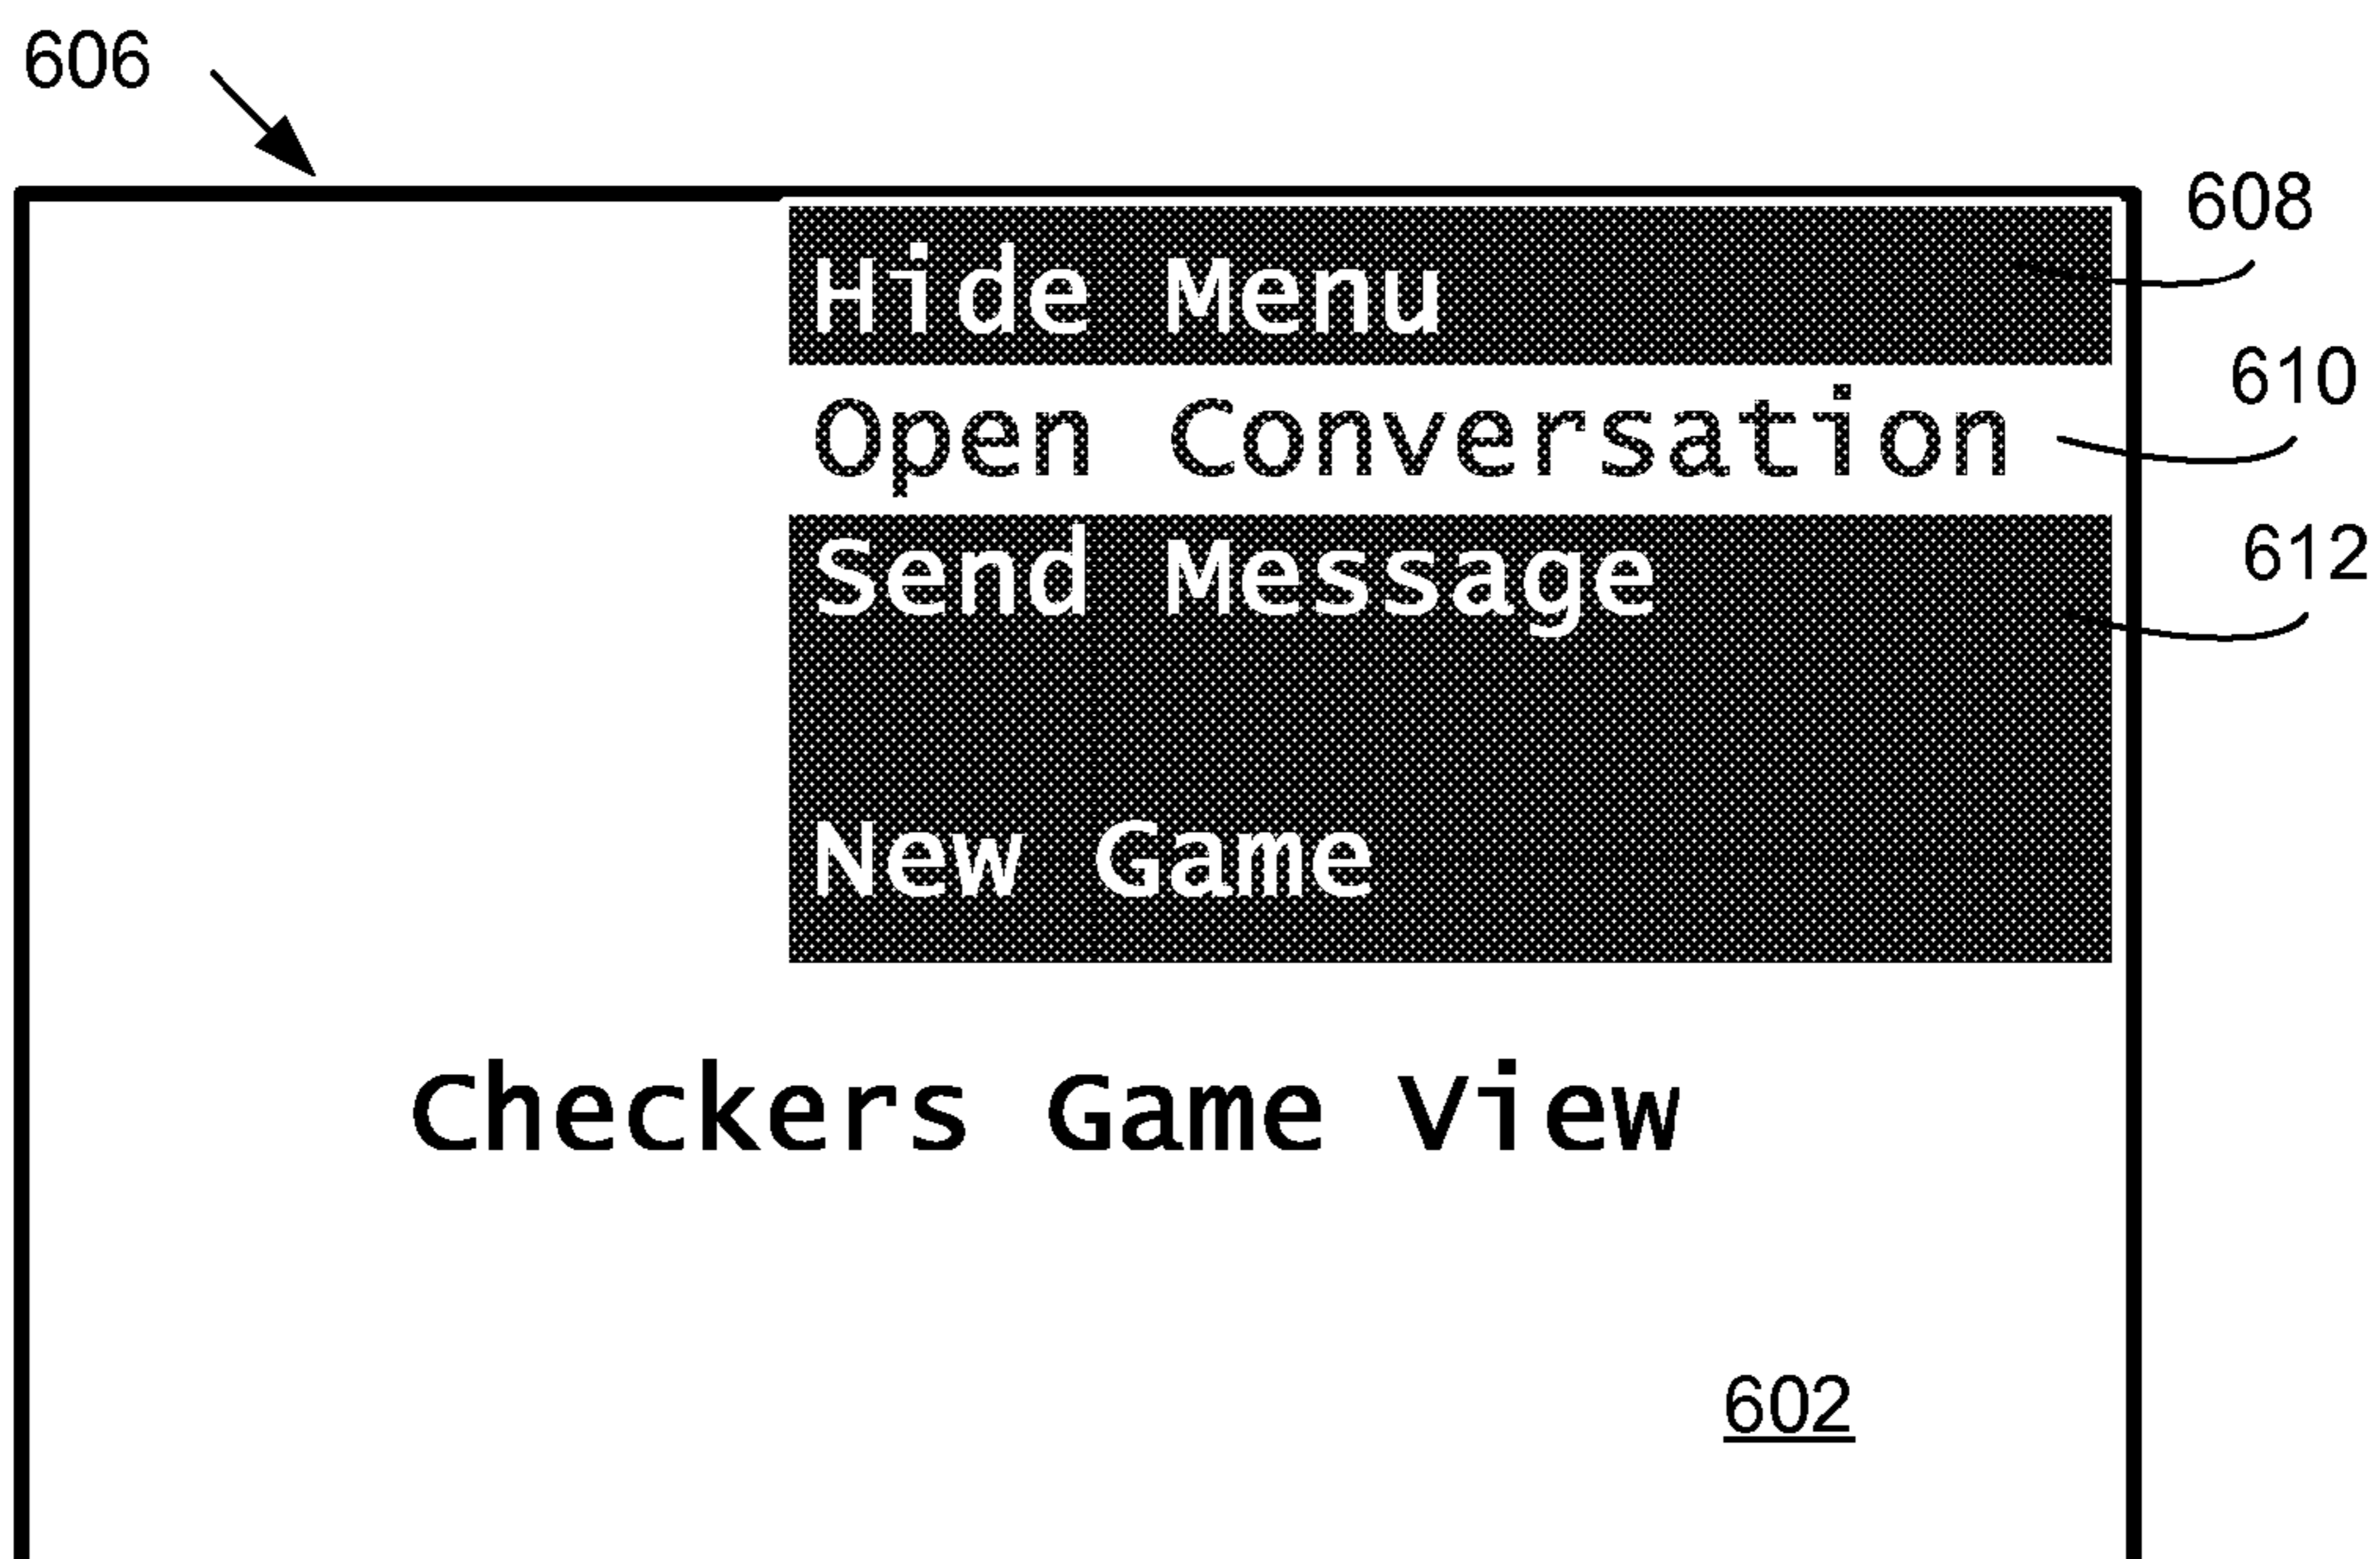 606
608
Hide Menu
610
Open Conversation
612
Send Message
New Game
Checkers Game View
602